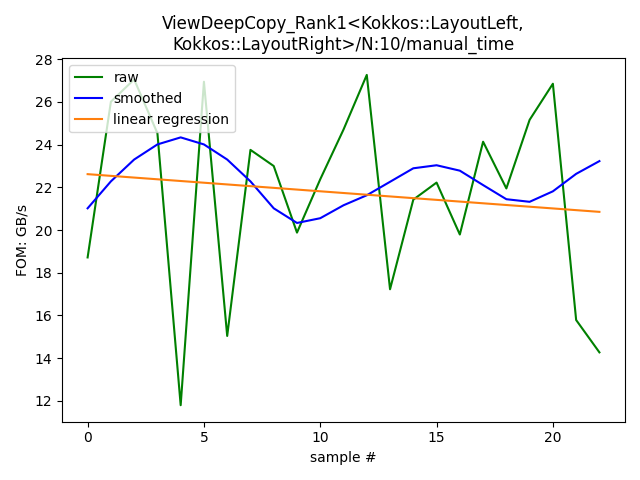 ViewDeepCopy_Rank1<Kokkos::LayoutLeft,
Kokkos::LayoutRight>/N:10/manual_time
raw
smoothed
linear regression
FOM: GB/s
28
26
24
22
20
18
16
14
12
0
5
10
15
20
sample #